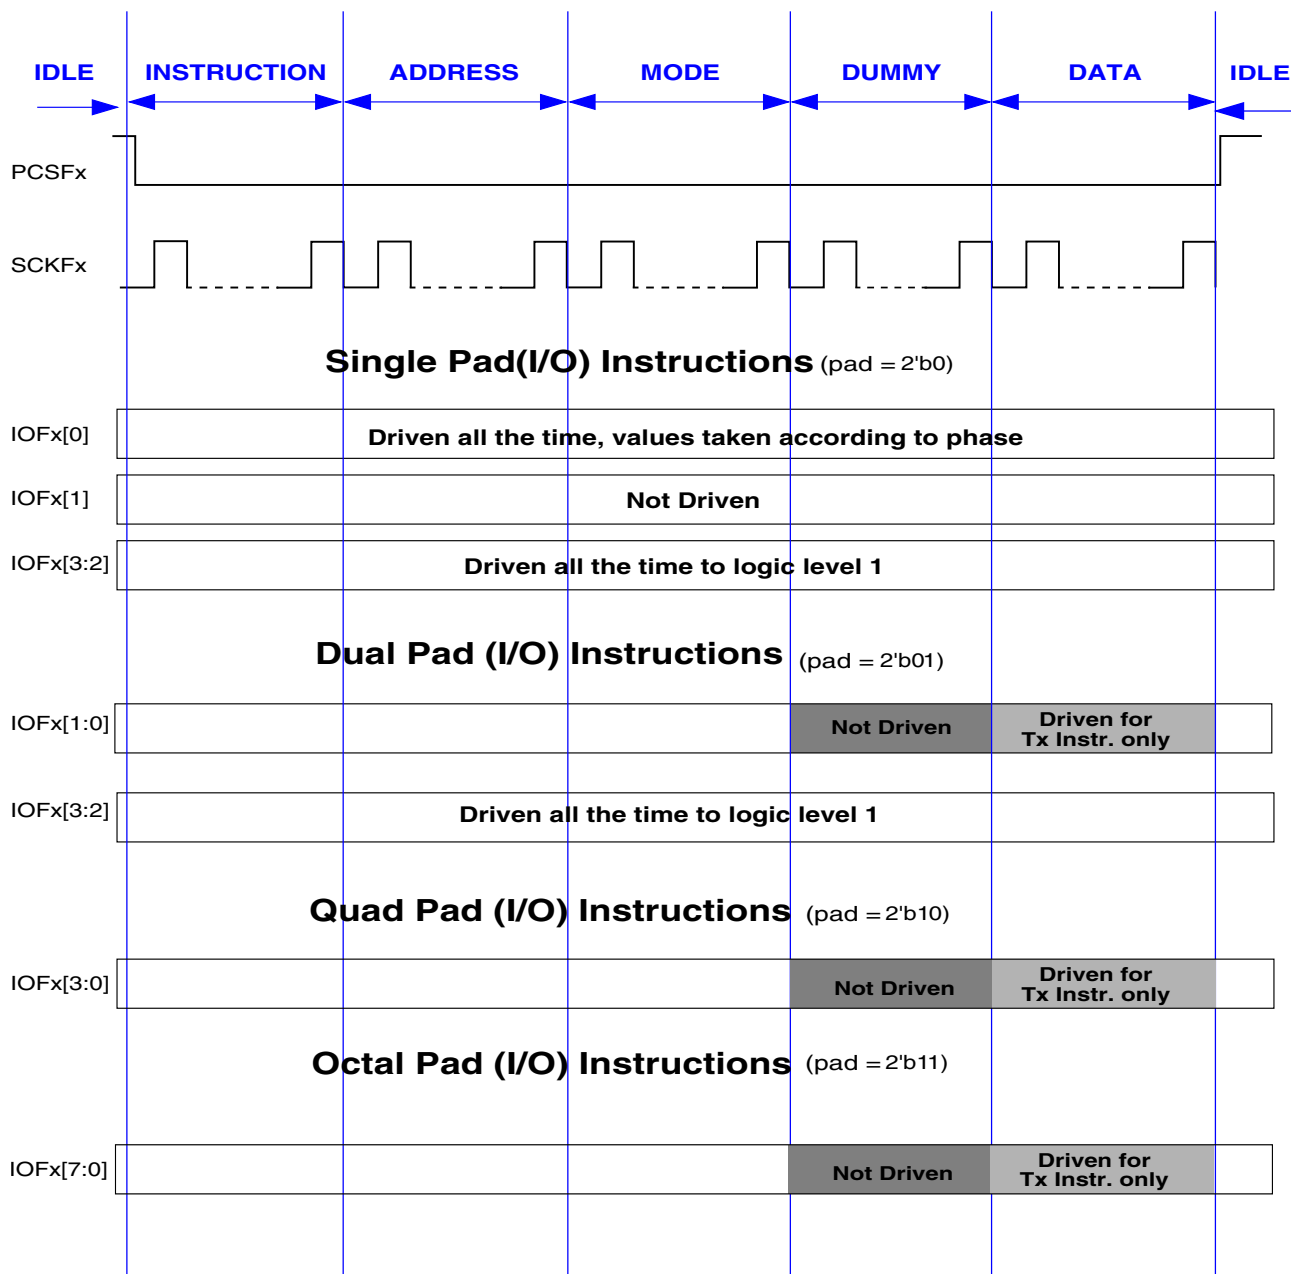 IDLE INSTRUCTION ADDRESS MODE DUMMY DATA IDLE
PCSFx
SCKFx
Single Pad(I/O) Instructions (pad = 2'b0)
IOFx[0] Driven all the time, values taken according to phase
IOFx[1] Not Driven
IOFx[3:2] Driven all the time to logic level 1
Dual Pad (I/O) Instructions (pad = 2'b01)
IOFx[1:0] Not Driven Driven for
Tx Instr. only
IOFx[3:2] Driven all the time to logic level 1
Quad Pad (I/O) Instructions (pad = 2'b10)
IOFx[3:0] Not Driven Driven for
Tx Instr. only
Octal Pad (I/O) Instructions (pad = 2'b11)
IOFx[7:0] Not Driven Driven for
Tx Instr. only